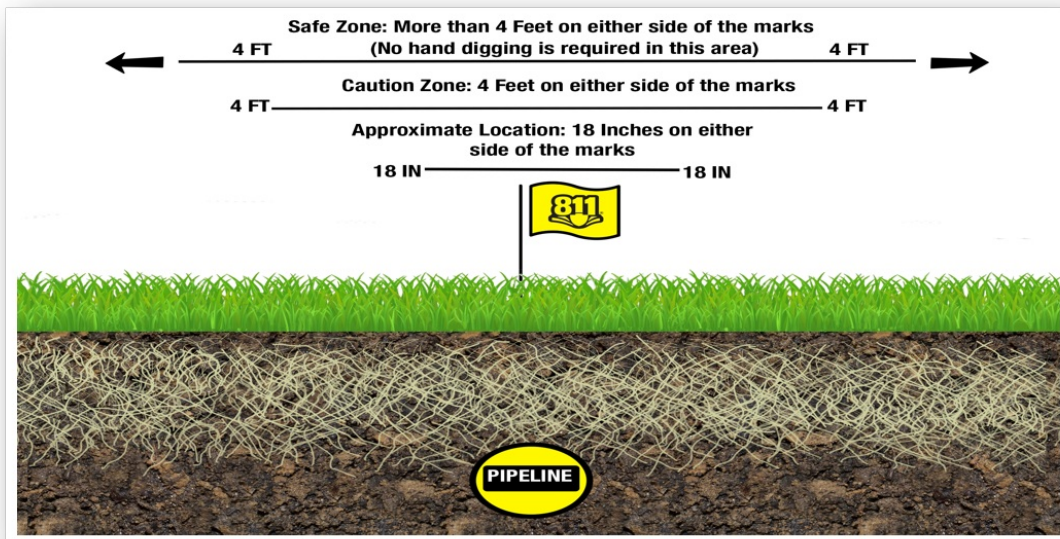 Safe Zone: More than 4 Feet on either side of the marks
4 FT (No hand digging is required in this area) 4 FT
Caution Zone: 4 Feet on either side of the marks
4 FT 4 FT
Approximate Location: 18 Inches on either
side of the marks
18 IN 18 IN
811
PIPELINE